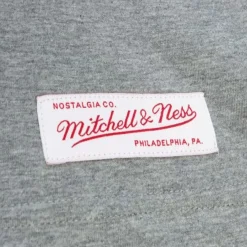 NOSTALGIA CO.
Mitchell & Ness
PHILADELPHIA, PA.